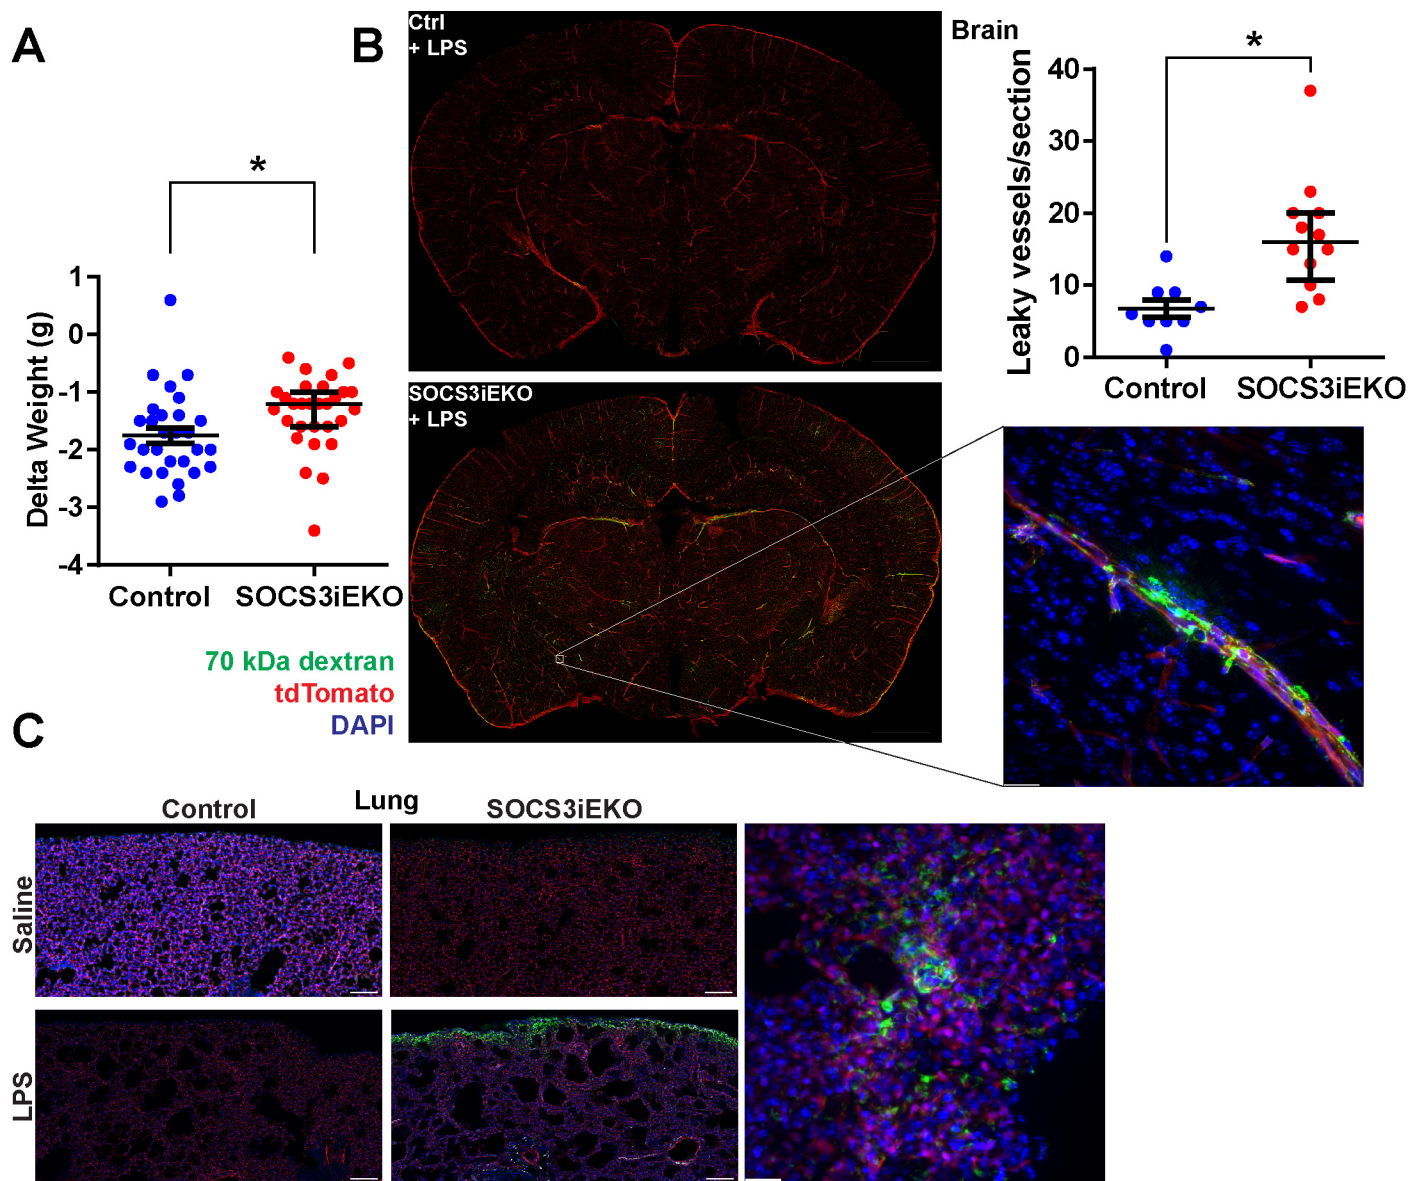 A
*
Delta Weight (g)
1
0
-1
-2
-3
-4
Control
SOCS3iEKO
B
Ctrl
+ LPS
SOCS3iEKO
+ LPS
Brain
*
Leaky vessels/section
40
30
20
10
0
Control
SOCS3iEKO
70 kDa dextran
tdTomato
DAPI
C
Lung
Control
SOCS3iEKO
Saline
LPS